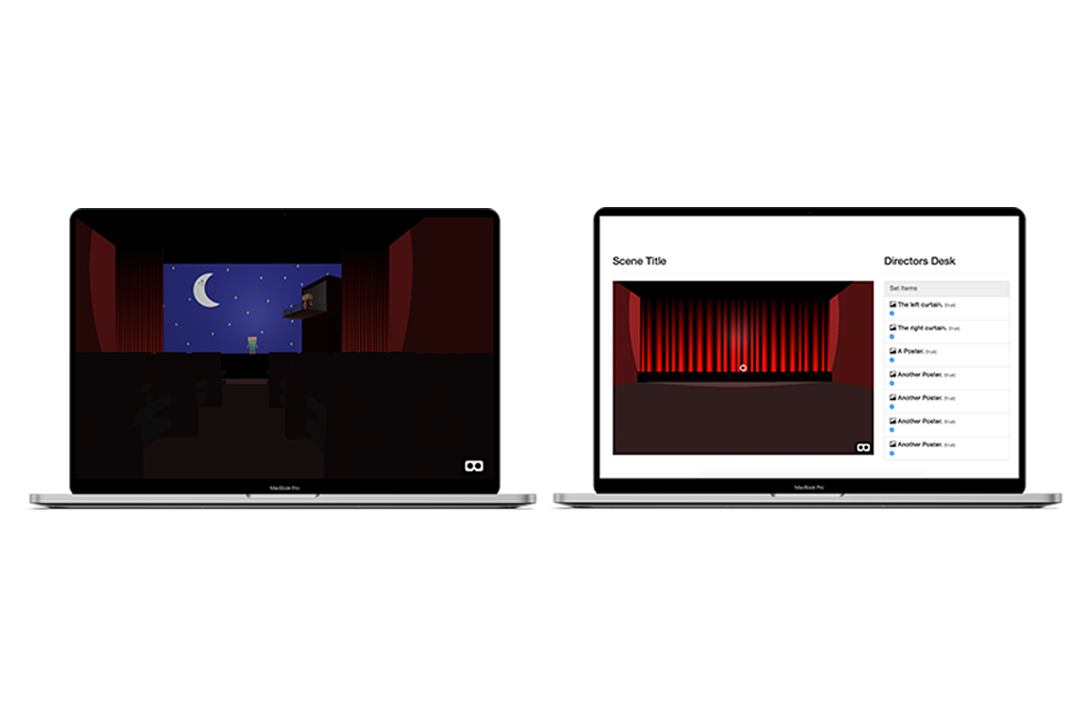 MacBook Pro
Scene Title
Directors Desk
Set Items
The left curtain. (true)
The right curtain. (true)
A Poster. (true)
Another Poster. (true)
Another Poster. (true)
Another Poster. (true)
Another Poster. (true)
MacBook Pro